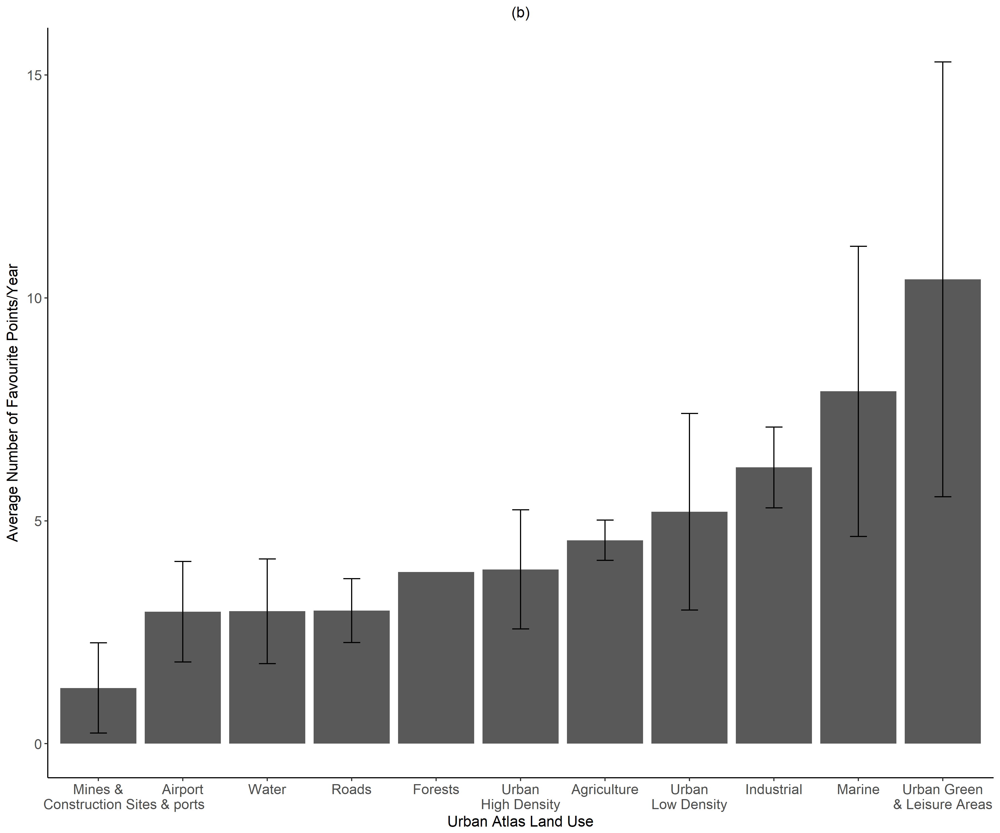 (b)
Average Number of Favourite Points/Year
15
10
5
0
Mines &
Construction Sites
Airport
& ports
Water
Roads
Forests
Urban
High Density
Agriculture
Urban
Low Density
Industrial
Marine
Urban Green
& Leisure Areas
Urban Atlas Land Use